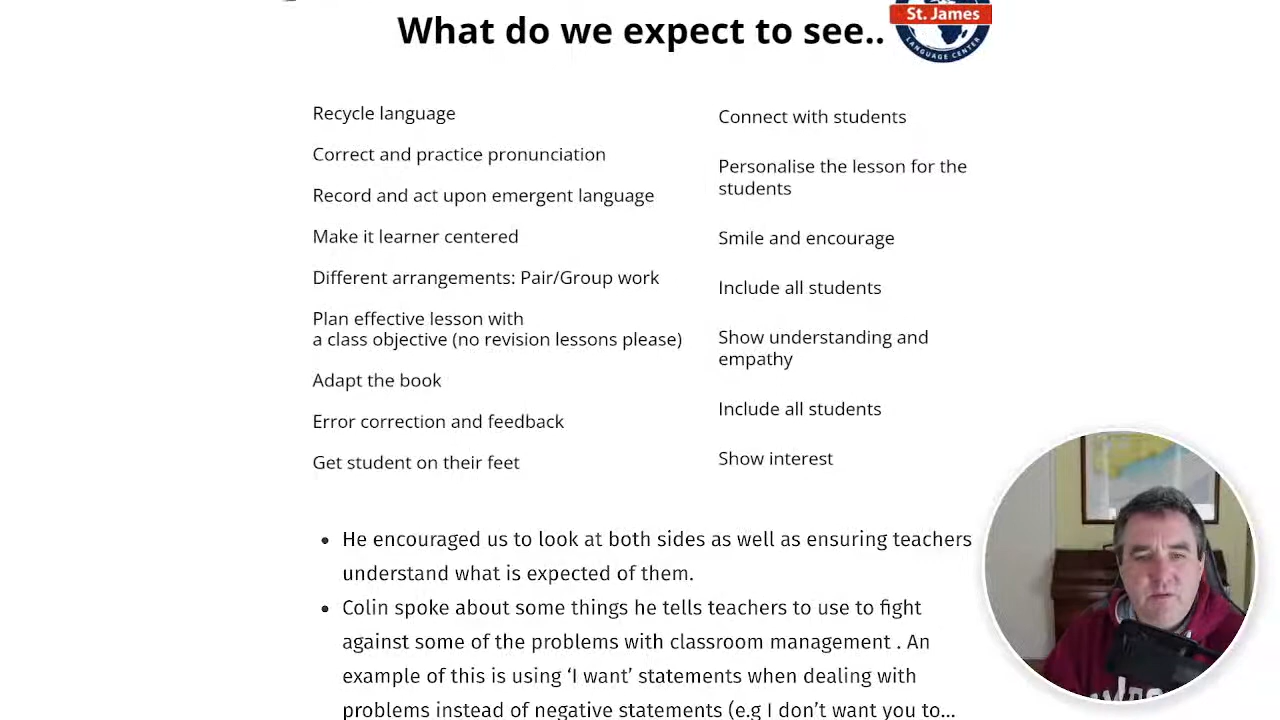 What do we expect to see..
St. James
LANGUAGE CENTER
Recycle language
Correct and practice pronunciation
Record and act upon emergent language
Make it learner centered
Different arrangements: Pair/Group work
Plan effective lesson with
a class objective (no revision lessons please)
Adapt the book
Error correction and feedback
Get student on their feet
Connect with students
Personalise the lesson for the
students
Smile and encourage
Include all students
Show understanding and
empathy
Include all students
Show interest
• He encouraged us to look at both sides as well as ensuring teachers
understand what is expected of them.
• Colin spoke about some things he tells teachers to use to fight
against some of the problems with classroom management . An
example of this is using ‘I want’ statements when dealing with
problems instead of negative statements (e.g I don’t want you to…